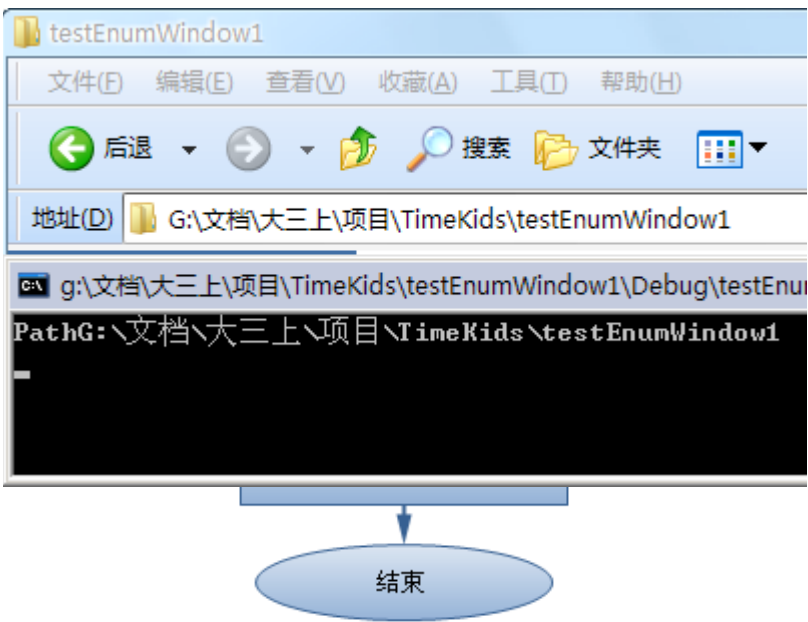 testEnumWindow1
文件(F) 编辑(E) 查看(V) 收藏(A) 工具(T) 帮助(H)
后退 搜索 文件夹
地址(D) G:\文档\大三上\项目\TimeKids\testEnumWindow1
g:\文档\大三上\项目\TimeKids\testEnumWindow1\Debug\testEnu
PathG:\文档\大三上\项目\TimeKids\testEnumWindow1
结束